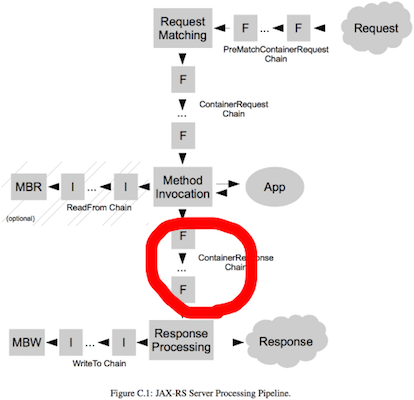 Request
Matching
F
...
F
Request
PreMatchContainerRequest
Chain
F
...
ContainerRequest
Chain
F
MBR
I
...
I
Method
Invocation
App
(optional)
ReadFrom Chain
F
...
ContainerResponse
Chain
F
MBW
I
...
I
Response
Processing
Response
WriteTo Chain
Figure C.1: JAX-RS Server Processing Pipeline.